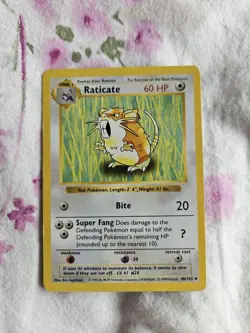 Evolves from Rattata Put Raticate on the Basic Pokémon
Raticate 60 HP
Rat Pokémon. Length: 2' 4", Weight: 41 lbs.
Bite 20
Super Fang Does damage to the
Defending Pokémon equal to half the
Defending Pokémon's remaining HP ?
(rounded up to the nearest 10).
weakness resistance retreat cost
-30
It uses its whiskers to maintain its balance. It seems
to slow down if they are cut off. LV. 41 #20
40/102